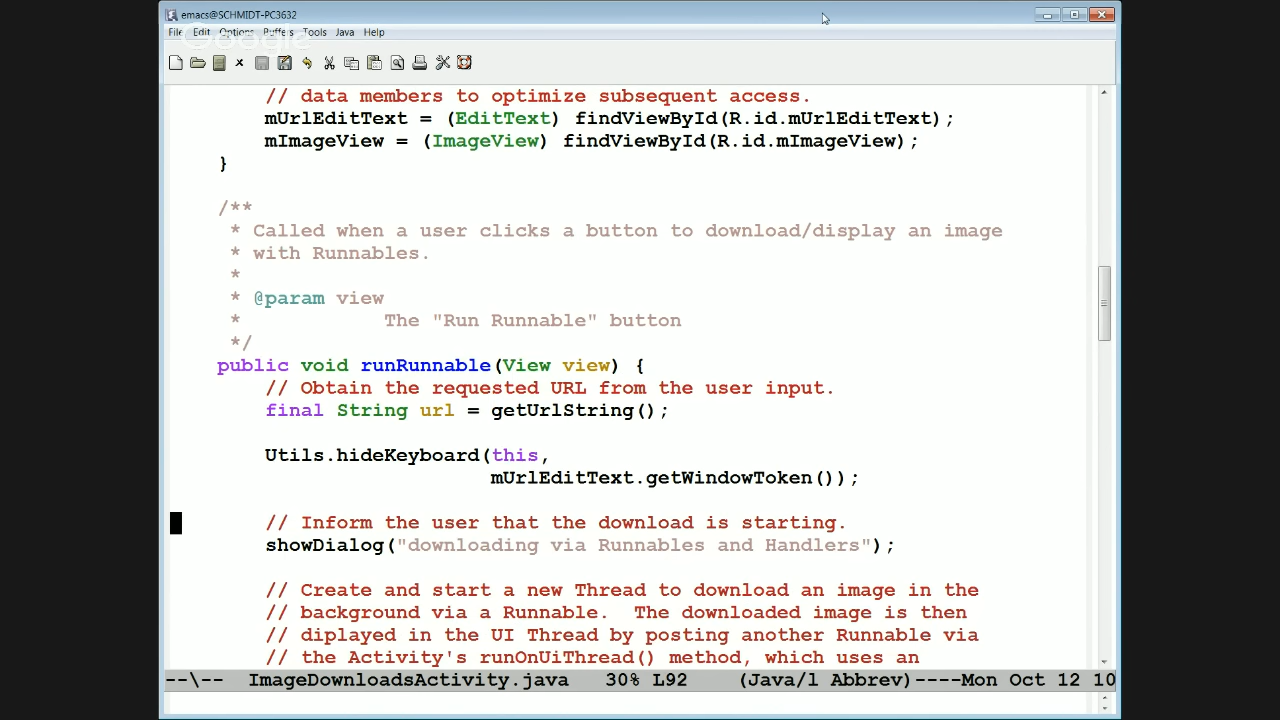 emacs@SCHMIDT-PC3632
File Edit Options Buffers Tools Java Help
Google
// data members to optimize subsequent access.
mUrlEditText = (EditText) findViewById(R.id.mUrlEditText);
mImageView = (ImageView) findViewById(R.id.mImageView);
}
/**
* Called when a user clicks a button to download/display an image
* with Runnables.
*
* @param view
* The "Run Runnable" button
*/
public void runRunnable(View view) {
// Obtain the requested URL from the user input.
final String url = getUrlString();
Utils.hideKeyboard(this,
mUrlEditText.getWindowToken());
// Inform the user that the download is starting.
showDialog("downloading via Runnables and Handlers");
// Create and start a new Thread to download an image in the
// background via a Runnable. The downloaded image is then
// diplayed in the UI Thread by posting another Runnable via
// the Activity's runOnUiThread() method, which uses an
--\-- ImageDownloadsActivity.java 30% L92 (Java/l Abbrev)----Mon Oct 12 10